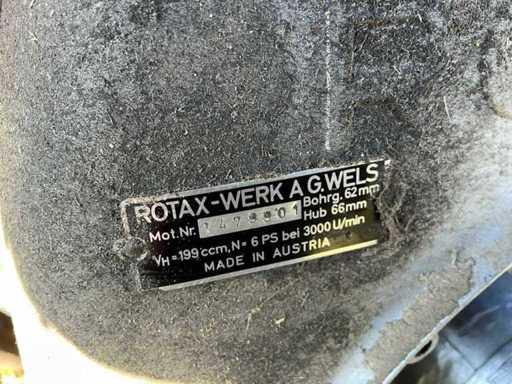 ROTAX-WERK A.G.WELS
Mot.Nr. Bohrg. 62mm
Hub 66mm
VH=199 ccm,N= 6 PS bei 3000 U/min
MADE IN AUSTRIA